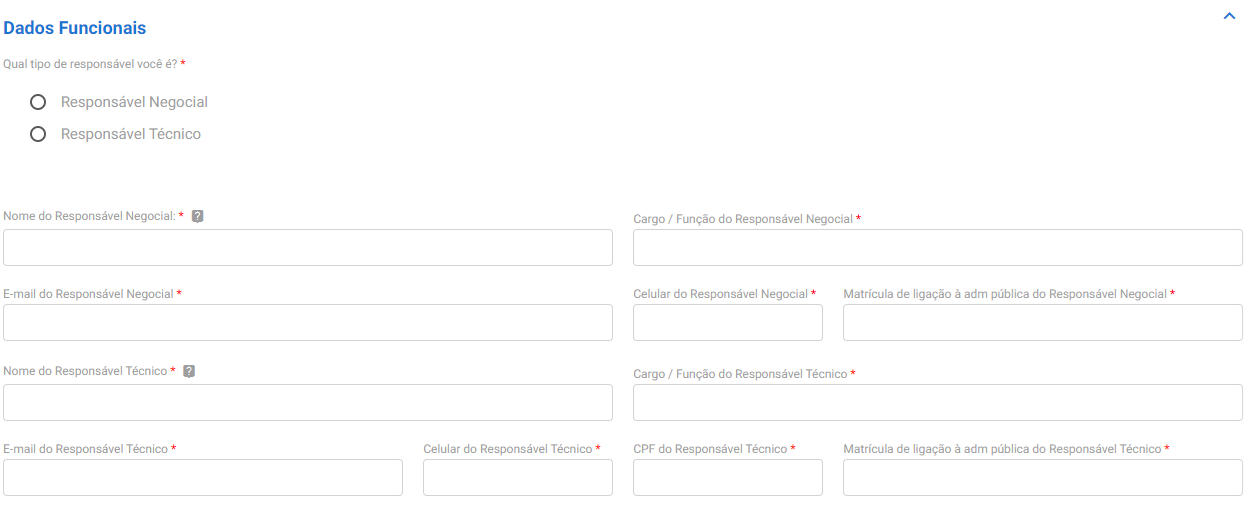 Dados Funcionais
Qual tipo de responsável você é? *
Responsável Negocial
Responsável Técnico
Nome do Responsável Negocial: * ?
Cargo / Função do Responsável Negocial *
E-mail do Responsável Negocial *
Celular do Responsável Negocial *
Matrícula de ligação à adm pública do Responsável Negocial *
Nome do Responsável Técnico * ?
Cargo / Função do Responsável Técnico *
E-mail do Responsável Técnico *
Celular do Responsável Técnico *
CPF do Responsável Técnico *
Matrícula de ligação à adm pública do Responsável Técnico *